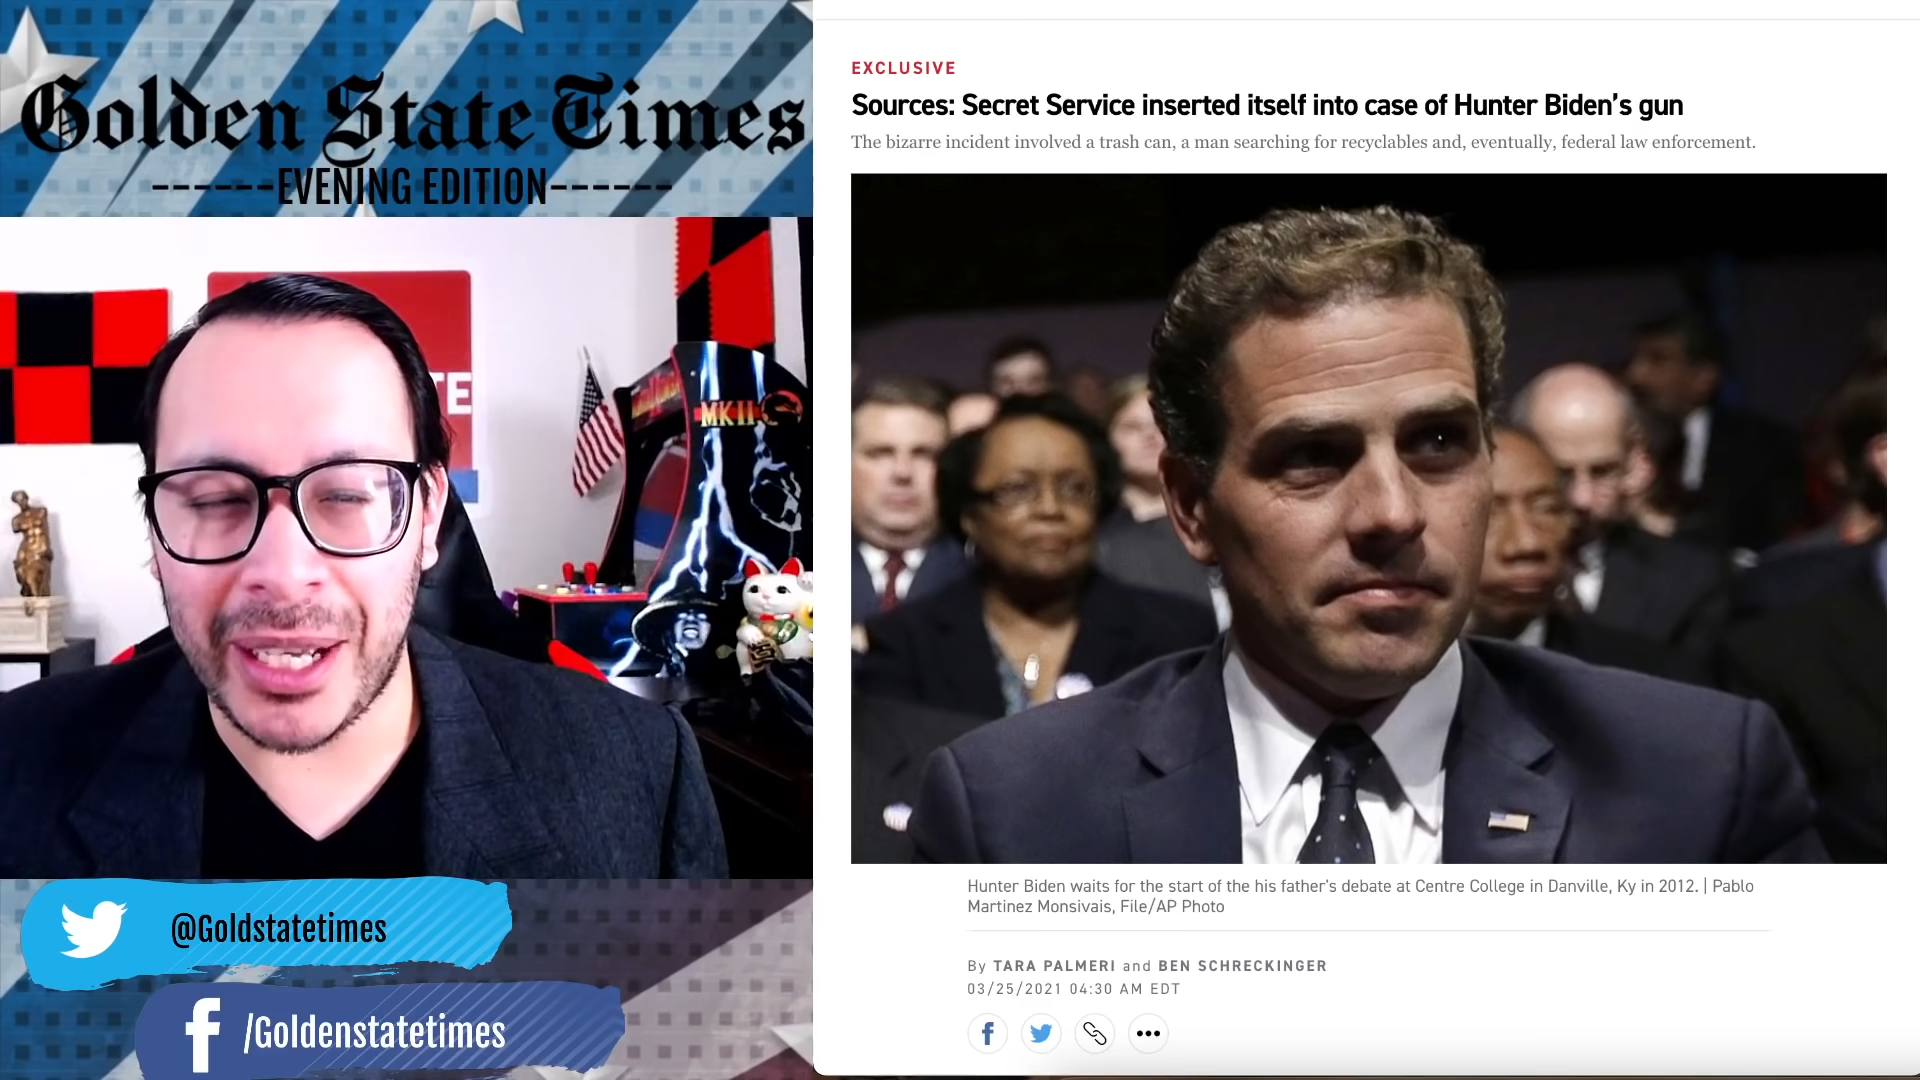 Golden State Times
------EVENING EDITION------
TE
MKII
@Goldstatetimes
/Goldenstatetimes
EXCLUSIVE
Sources: Secret Service inserted itself into case of Hunter Biden’s gun
The bizarre incident involved a trash can, a man searching for recyclables and, eventually, federal law enforcement.
Hunter Biden waits for the start of the his father's debate at Centre College in Danville, Ky in 2012. | Pablo
Martinez Monsivais, File/AP Photo
By TARA PALMERI and BEN SCHRECKINGER
03/25/2021 04:30 AM EDT